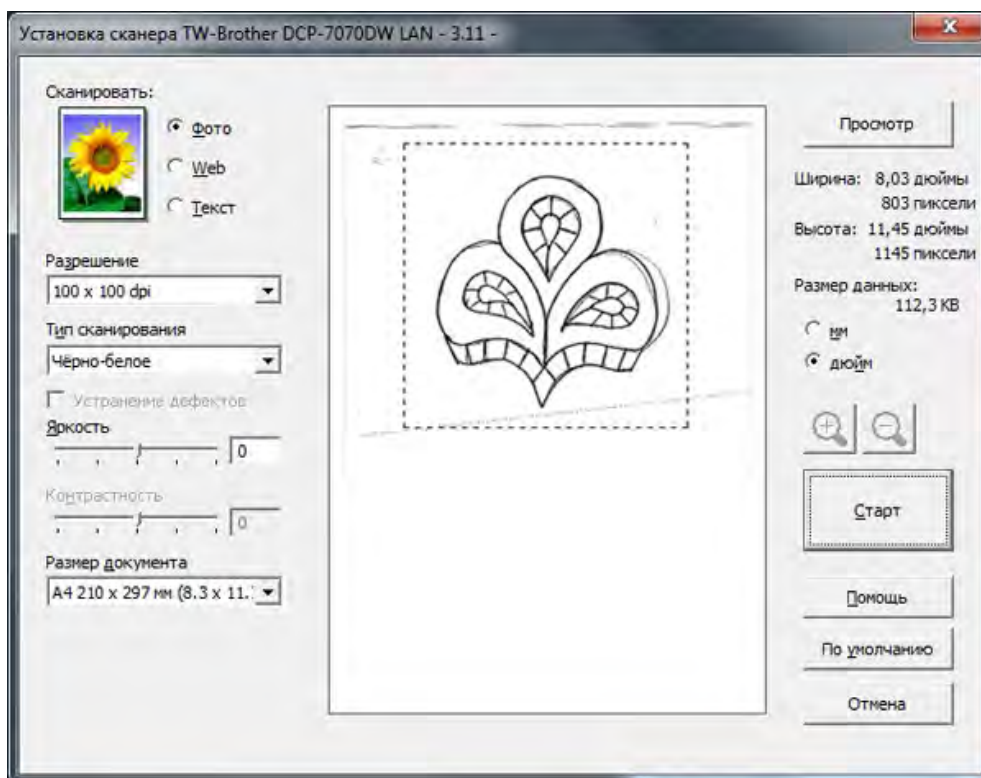 Установка сканера TW-Brother DCP-7070DW LAN - 3.11 -
Сканировать:
Фото
Web
Текст
Разрешение
100 x 100 dpi
Тип сканирования
Чёрно-белое
Устранение дефектов
Яркость
0
Контрастность
0
Размер документа
A4 210 x 297 мм (8.3 x 11.
Просмотр
Ширина: 8,03 дюймы
803 пиксели
Высота: 11,45 дюймы
1145 пиксели
Размер данных:
112,3 KB
мм
дюйм
Старт
Помощь
По умолчанию
Отмена